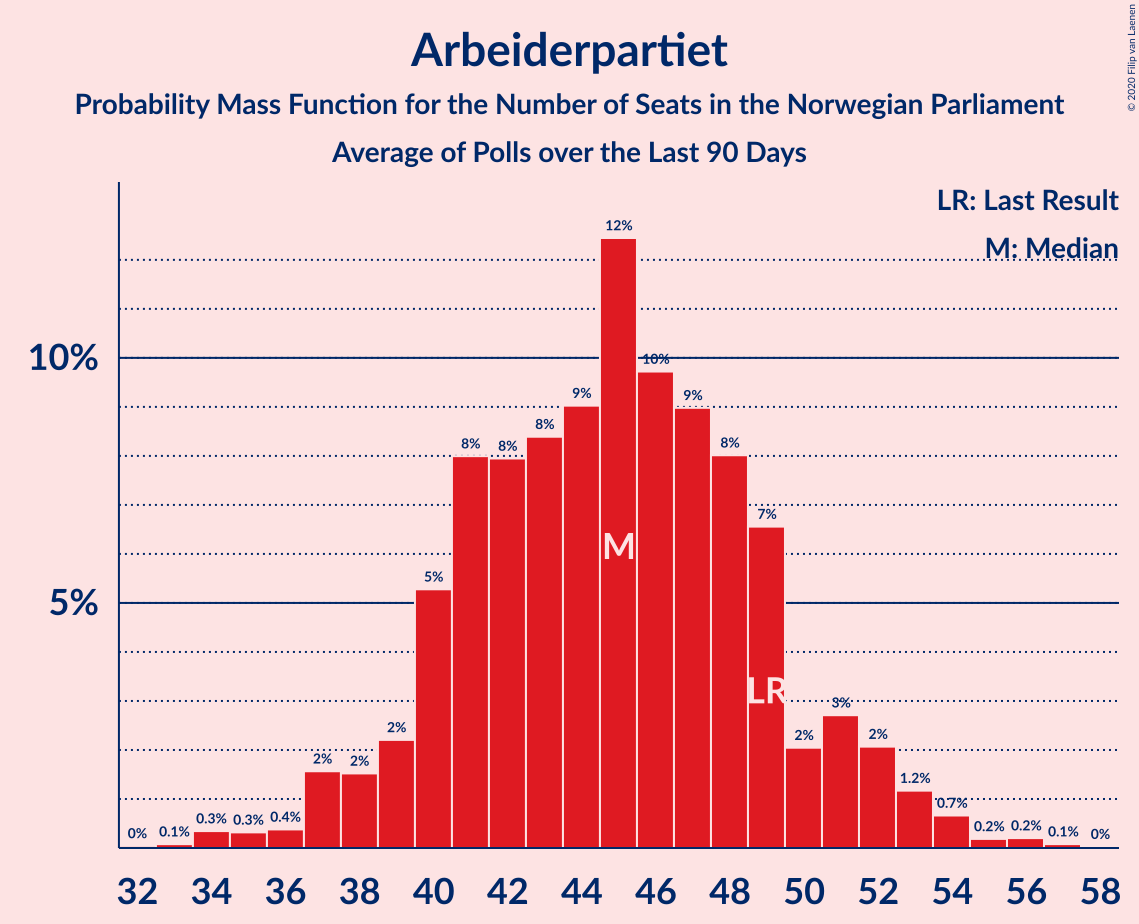 Arbeiderpartiet
Probability Mass Function for the Number of Seats in the Norwegian Parliament
Average of Polls over the Last 90 Days
© 2020 Filip van Laenen
LR: Last Result
M: Median
10%
5%
0% 0.1% 0.3% 0.3% 0.4% 2% 2% 2% 5% 8% 8% 8% 9% 12% 10% 9% 8% 7% 2% 3% 2% 1.2% 0.7% 0.2% 0.2% 0.1% 0%
M
LR
32 34 36 38 40 42 44 46 48 50 52 54 56 58